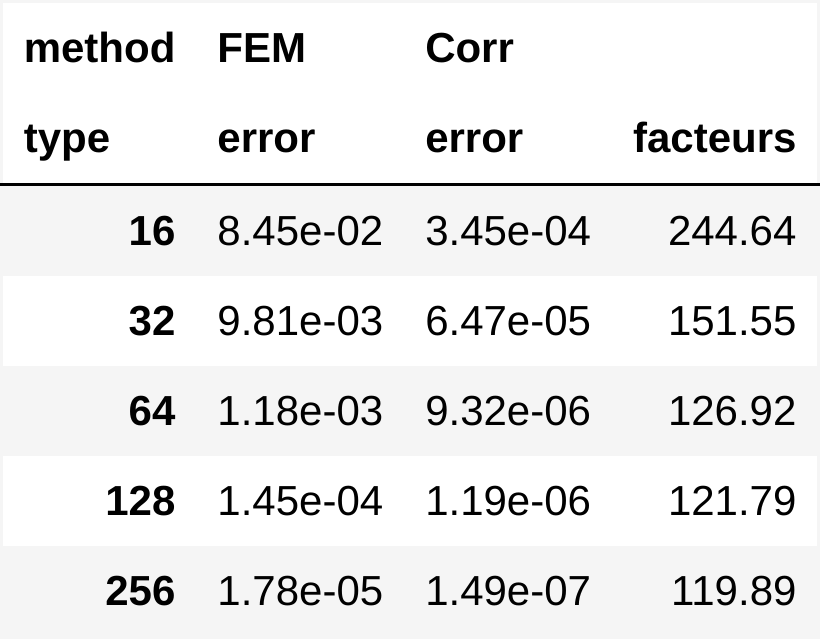 method FEM Corr
type error error facteurs
16 8.45e-02 3.45e-04 244.64
32 9.81e-03 6.47e-05 151.55
64 1.18e-03 9.32e-06 126.92
128 1.45e-04 1.19e-06 121.79
256 1.78e-05 1.49e-07 119.89